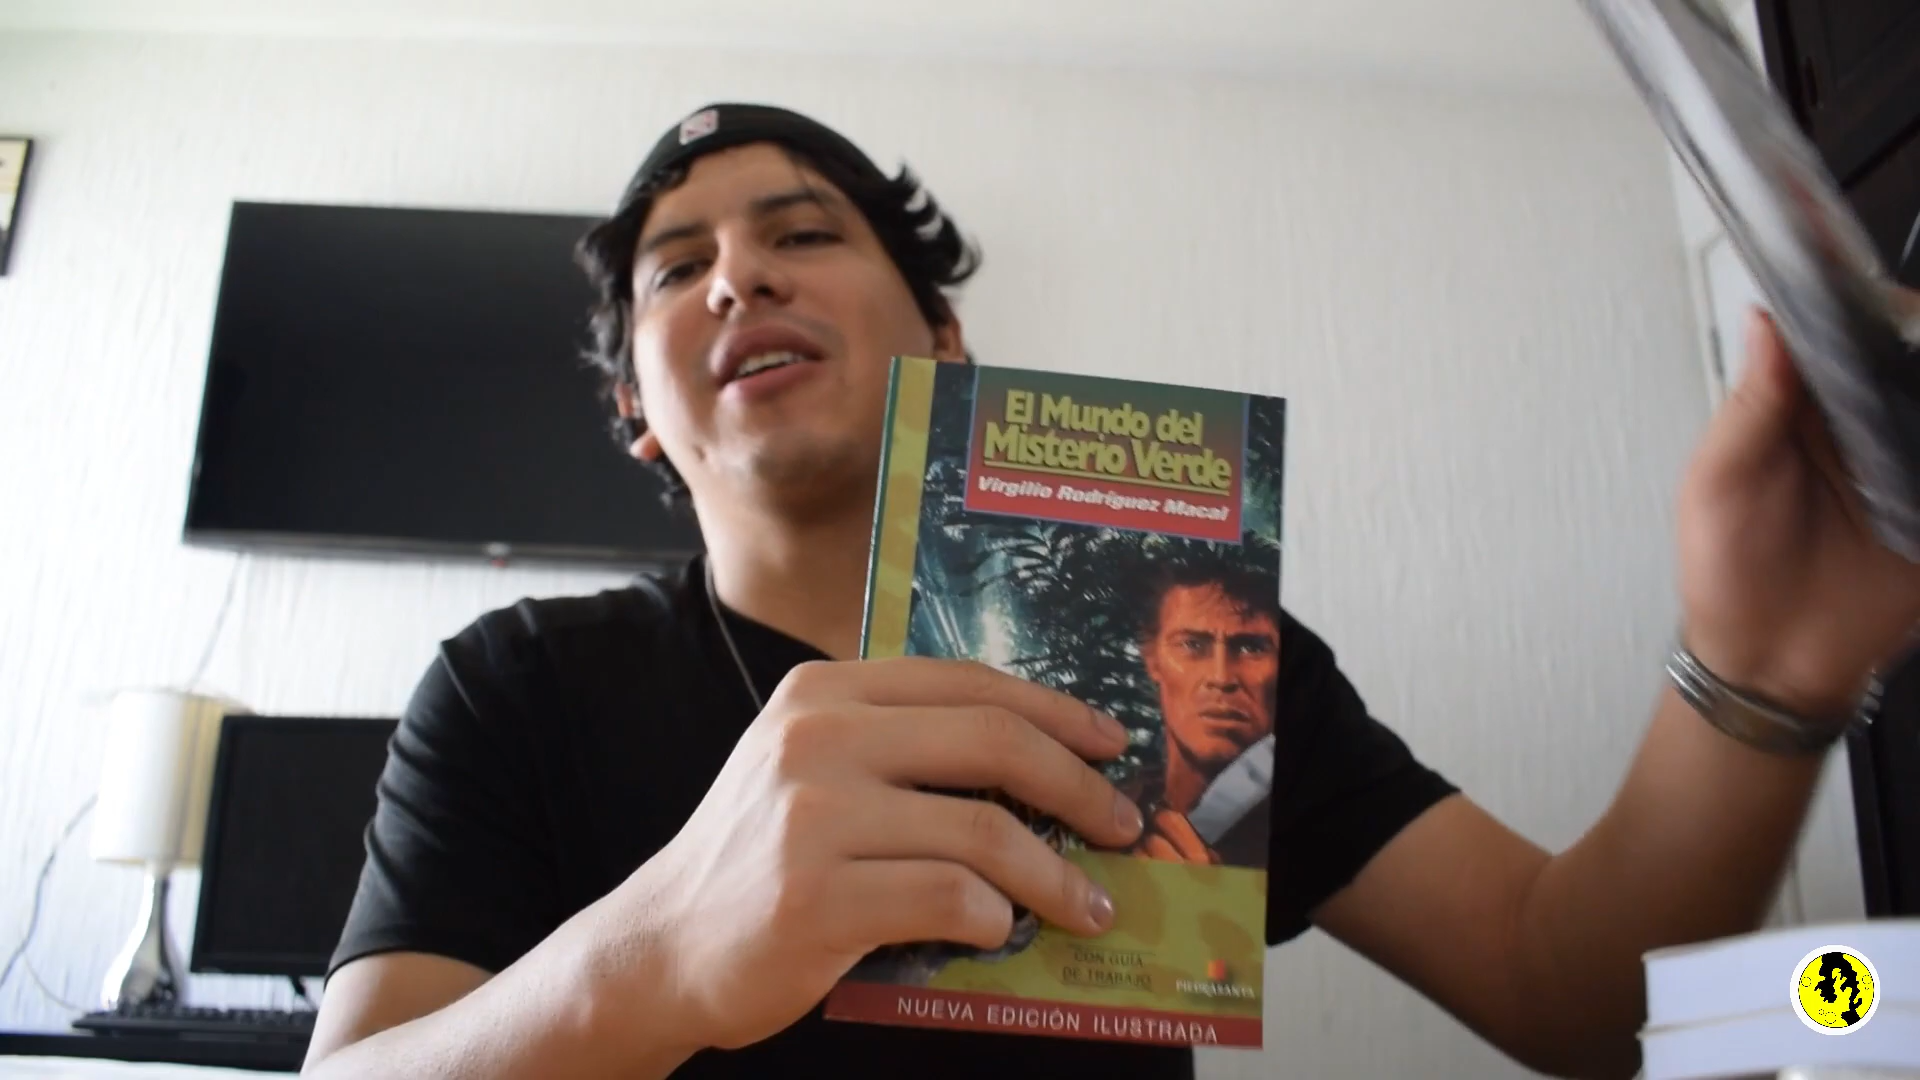 El Mundo del
Misterio Verde
Virgilio Rodríguez Macal
CON GUÍA
DE TRABAJO
PIEDRASANTA
NUEVA EDICIÓN ILUSTRADA